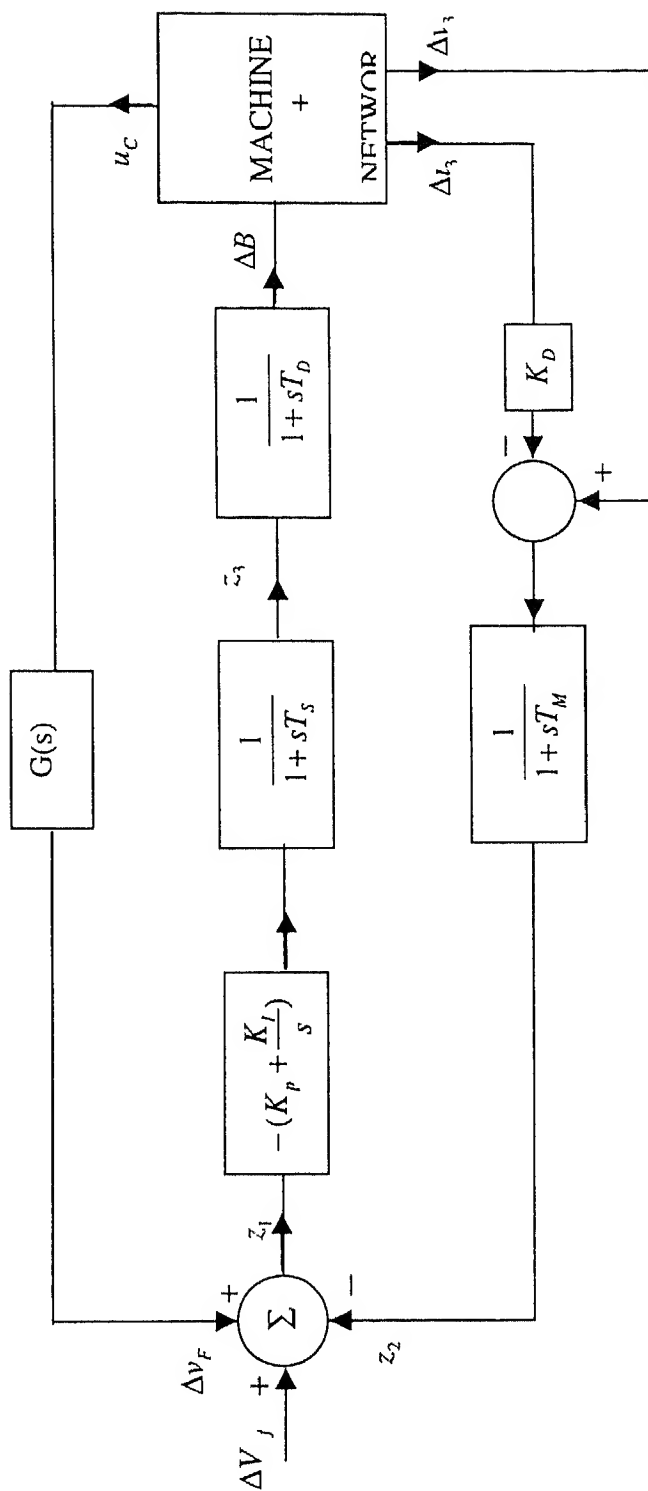 G(s)
u_C
MACHINE
+
NETWOR
ΔV_J
+
Δv_F
+
−
Σ
z_1
z_2
−(K_p + K_I/s)
1/(1 + sT_S)
z_3
1/(1 + sT_D)
ΔB
1/(1 + sT_M)
−
+
K_D
Δi_3
Δv_3